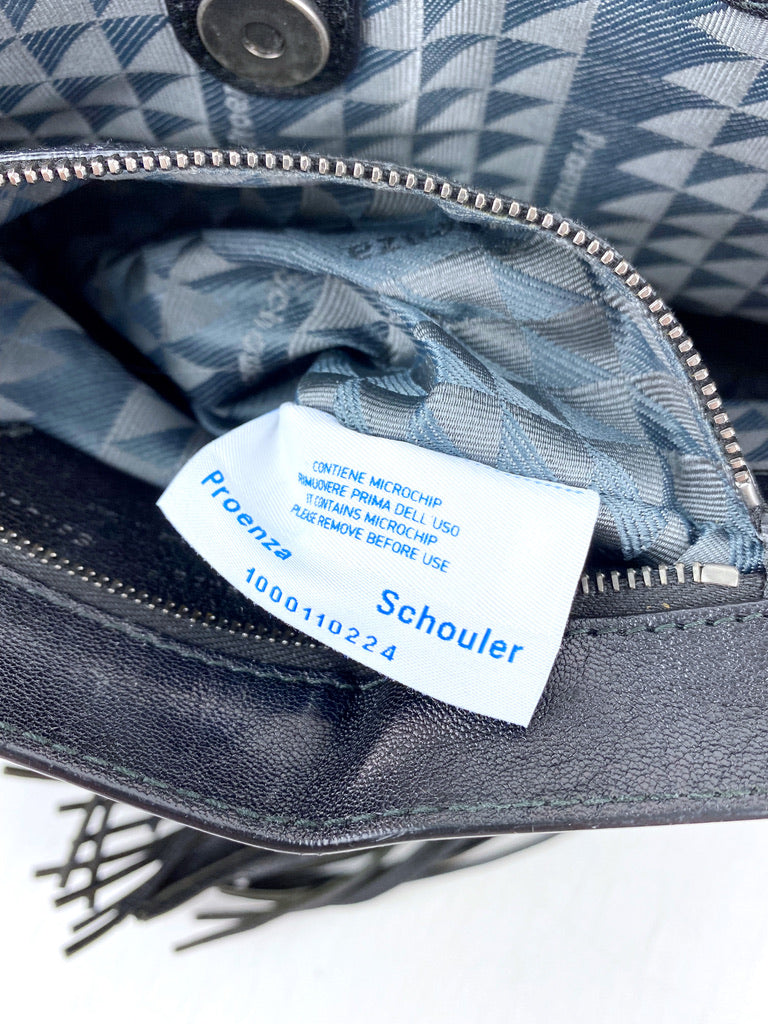 CONTIENE MICROCHIP
RIMUOVERE PRIMA DELL'USO
IT CONTAINS MICROCHIP
PLEASE REMOVE BEFORE USE
Proenza Schouler
1000110224